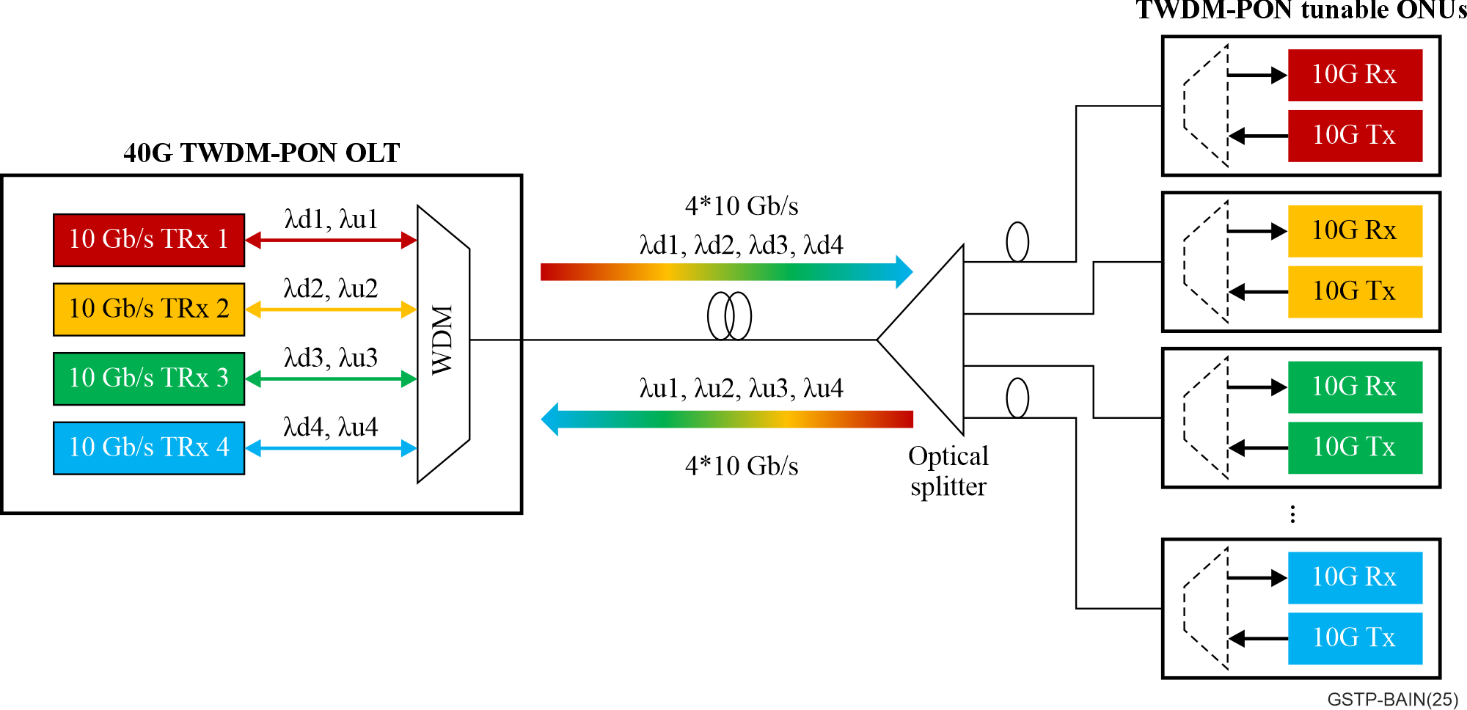 TWDM-PON tunable ONUs
40G TWDM-PON OLT
10 Gb/s TRx 1
λd1, λu1
10 Gb/s TRx 2
λd2, λu2
10 Gb/s TRx 3
λd3, λu3
10 Gb/s TRx 4
λd4, λu4
WDM
4*10 Gb/s
λd1, λd2, λd3, λd4
λu1, λu2, λu3, λu4
4*10 Gb/s
Optical
splitter
10G Rx
10G Tx
10G Rx
10G Tx
10G Rx
10G Tx
...
10G Rx
10G Tx
GSTP-BAIN(25)